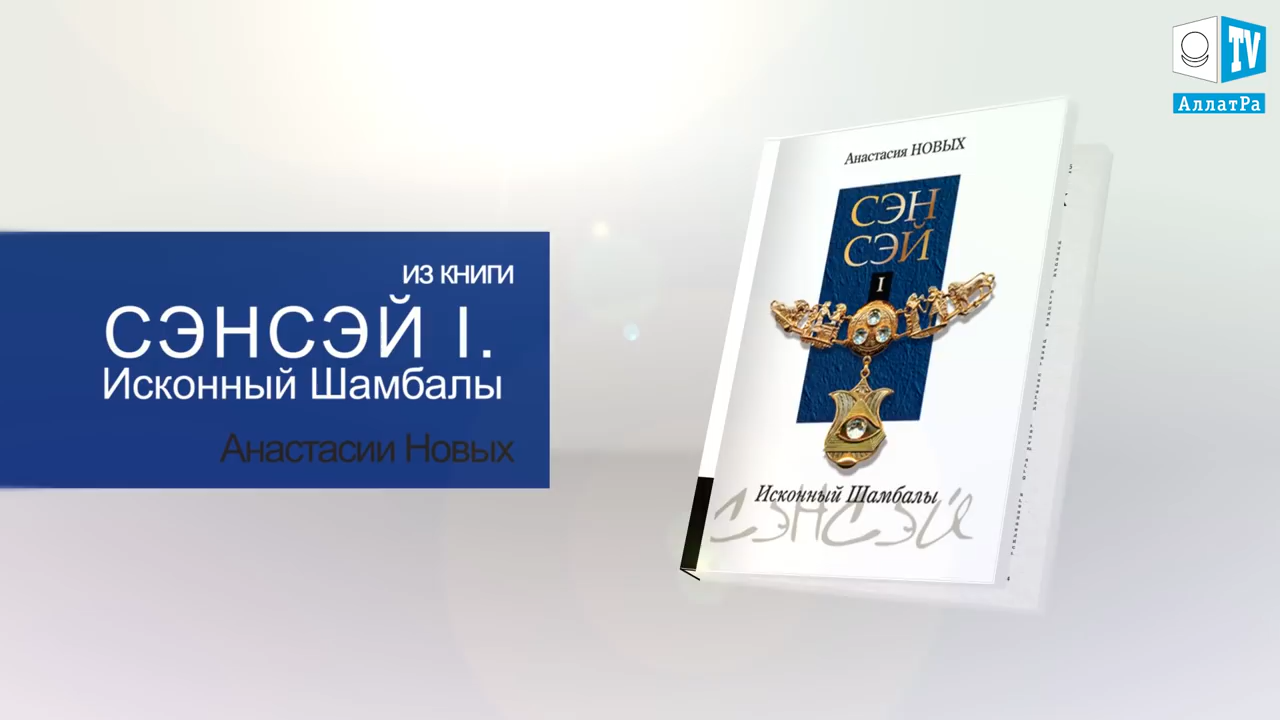 TV
АллатРа
из книги
СЭНСЭЙ I.
Исконный Шамбалы
Анастасии Новых
Анастасия НОВЫХ
СЭН
СЭЙ
I
Исконный Шамбалы
СЭНСЭЙ